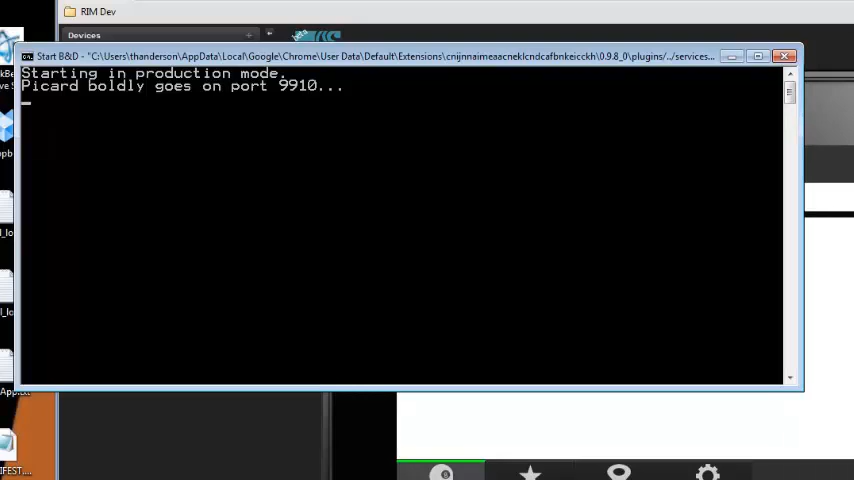 RIM Dev
Devices
beta
Start B&D - "C:\Users\thanderson\AppData\Local\Google\Chrome\User Data\Default\Extensions\cnijnnaimeaacneklcndcafbnkeicckh\0.9.8_0\plugins/../services...
Starting in production mode.
Picard boldly goes on port 9910...